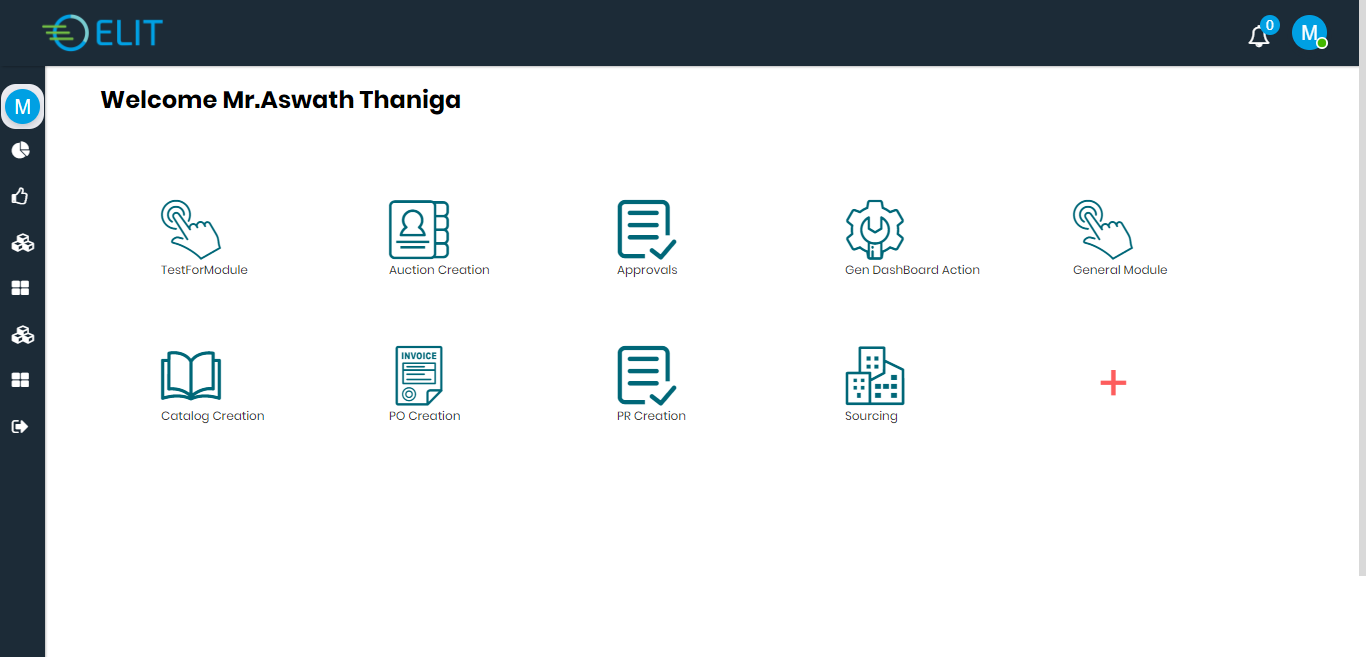 ELIT
0
M
M
Welcome Mr.Aswath Thaniga
TestForModule
Auction Creation
Approvals
Gen DashBoard Action
General Module
INVOICE
Catalog Creation
PO Creation
PR Creation
Sourcing